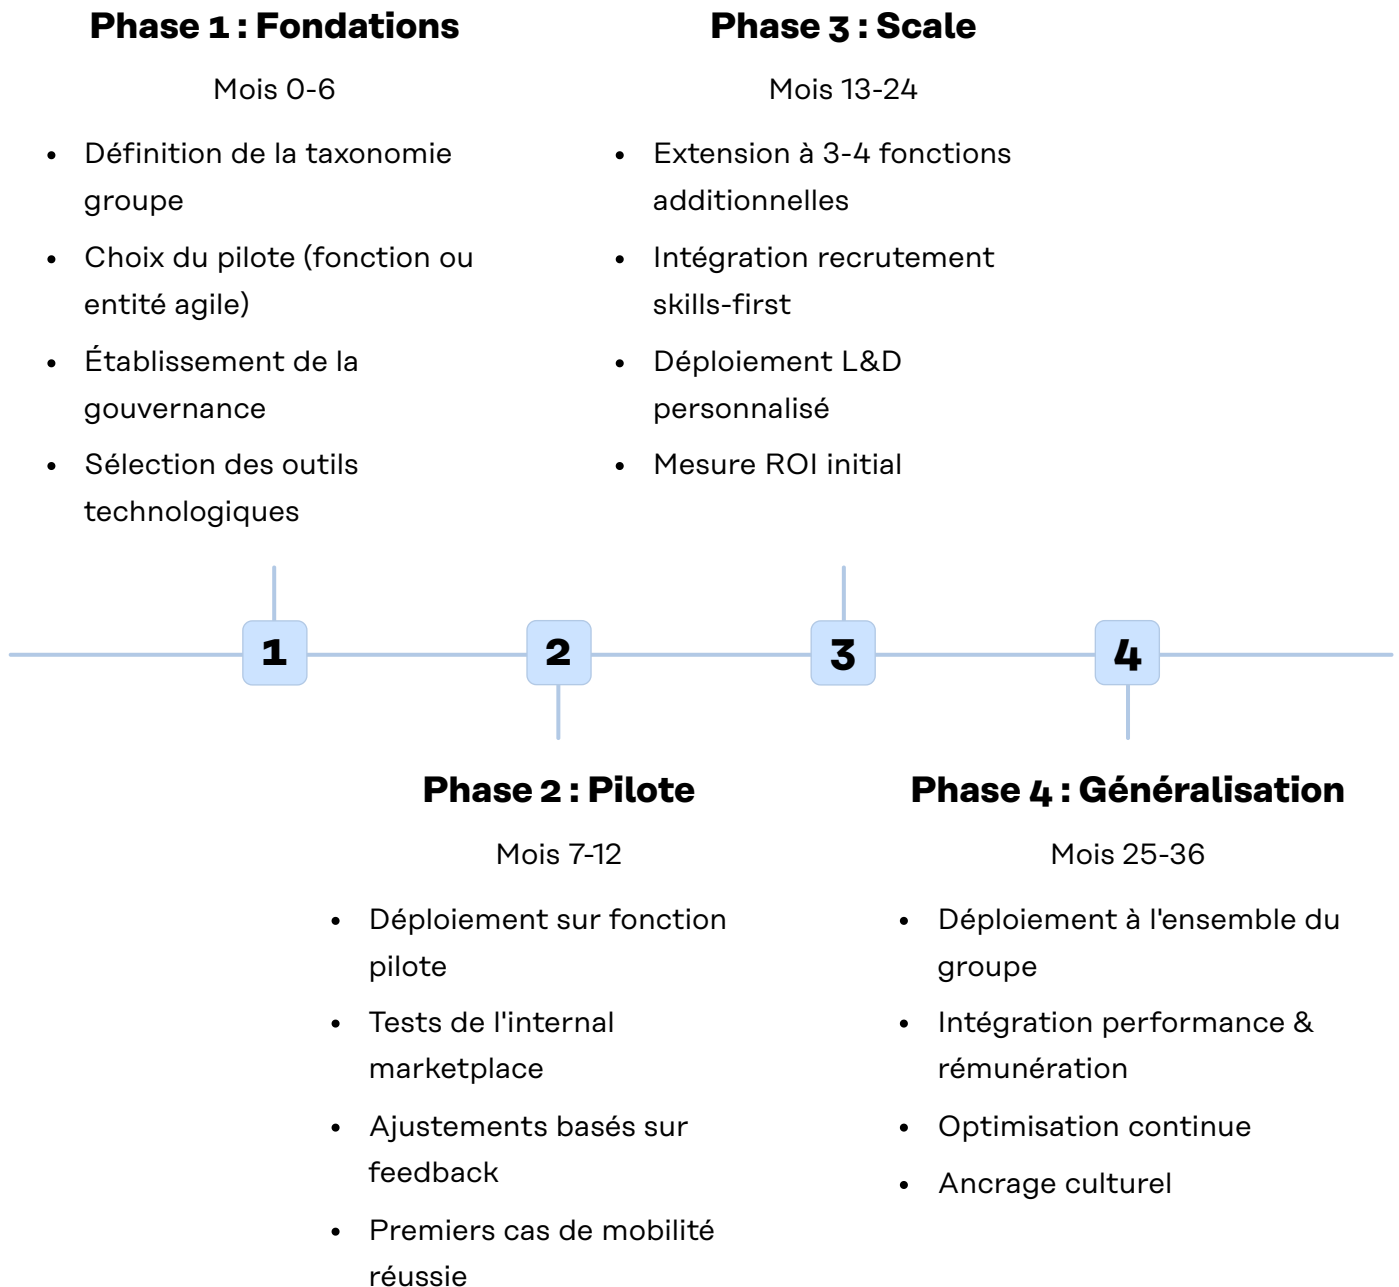 Phase 1 : Fondations
Mois 0-6
• Définition de la taxonomie
groupe
• Choix du pilote (fonction ou
entité agile)
• Établissement de la
gouvernance
• Sélection des outils
technologiques
Phase 3 : Scale
Mois 13-24
• Extension à 3-4 fonctions
additionnelles
• Intégration recrutement
skills-first
• Déploiement L&D
personnalisé
• Mesure ROI initial
1
2
3
4
Phase 2 : Pilote
Mois 7-12
• Déploiement sur fonction
pilote
• Tests de l'internal
marketplace
• Ajustements basés sur
feedback
• Premiers cas de mobilité
réussie
Phase 4 : Généralisation
Mois 25-36
• Déploiement à l'ensemble du
groupe
• Intégration performance &
rémunération
• Optimisation continue
• Ancrage culturel